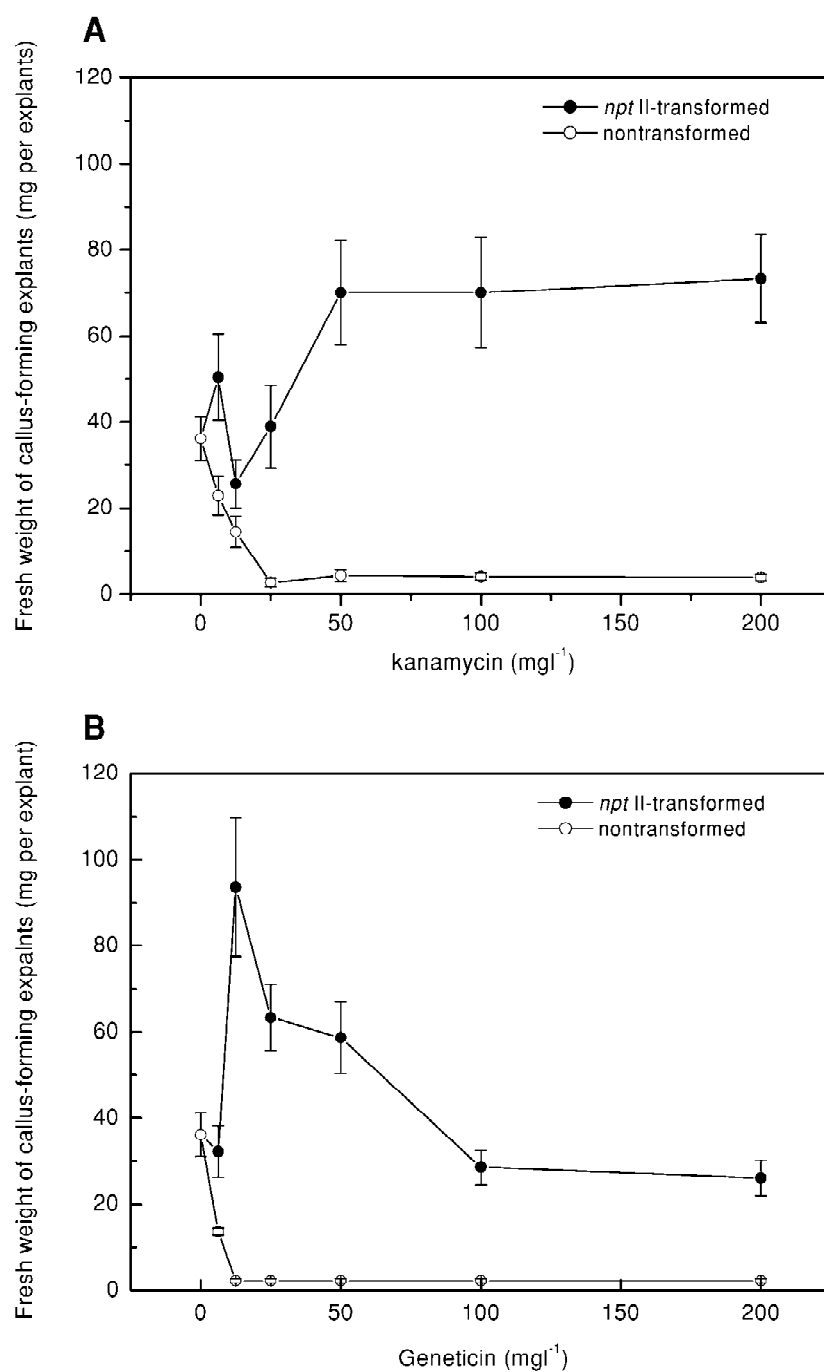 A
Fresh weight of callus-forming explants (mg per explants)
120
100
80
60
40
20
0
npt II-transformed
nontransformed
0 50 100 150 200
kanamycin (mgl⁻¹)
B
Fresh weight of callus-forming expalnts (mg per explant)
120
100
80
60
40
20
0
npt II-transformed
nontransformed
0 50 100 150 200
Geneticin (mgl⁻¹)